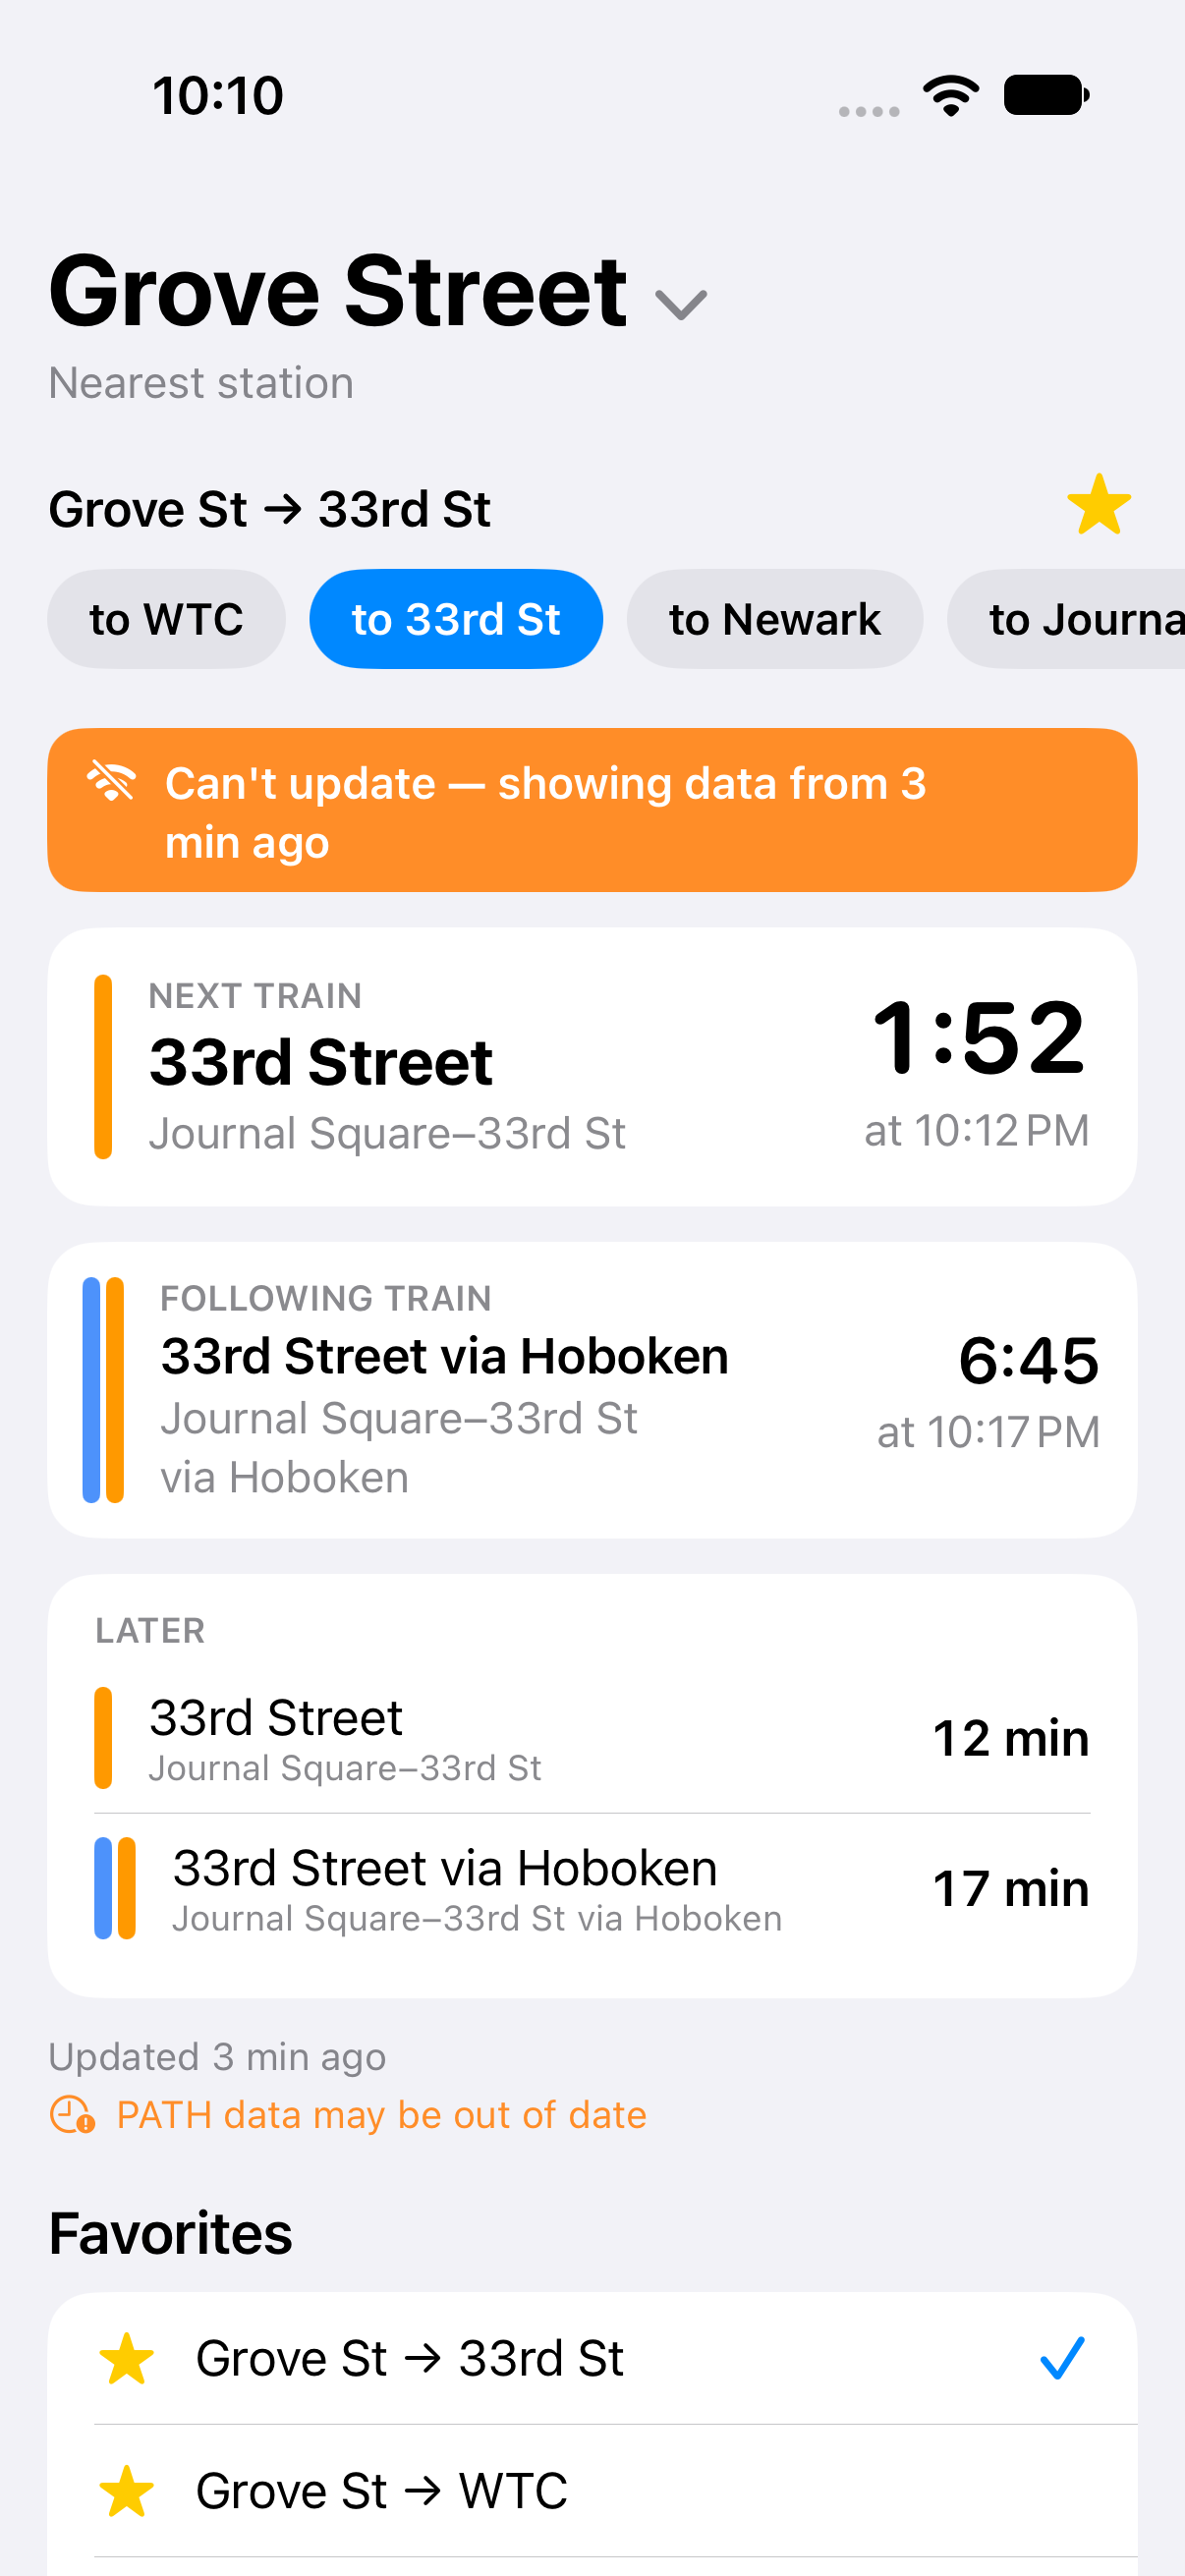 10:10
Grove Street
Nearest station
Grove St → 33rd St
to WTC
to 33rd St
to Newark
to Journa
Can't update — showing data from 3
min ago
NEXT TRAIN
33rd Street
Journal Square–33rd St
1:52
at 10:12 PM
FOLLOWING TRAIN
33rd Street via Hoboken
Journal Square–33rd St
via Hoboken
6:45
at 10:17 PM
LATER
33rd Street
Journal Square–33rd St
12 min
33rd Street via Hoboken
Journal Square–33rd St via Hoboken
17 min
Updated 3 min ago
PATH data may be out of date
Favorites
Grove St → 33rd St
Grove St → WTC